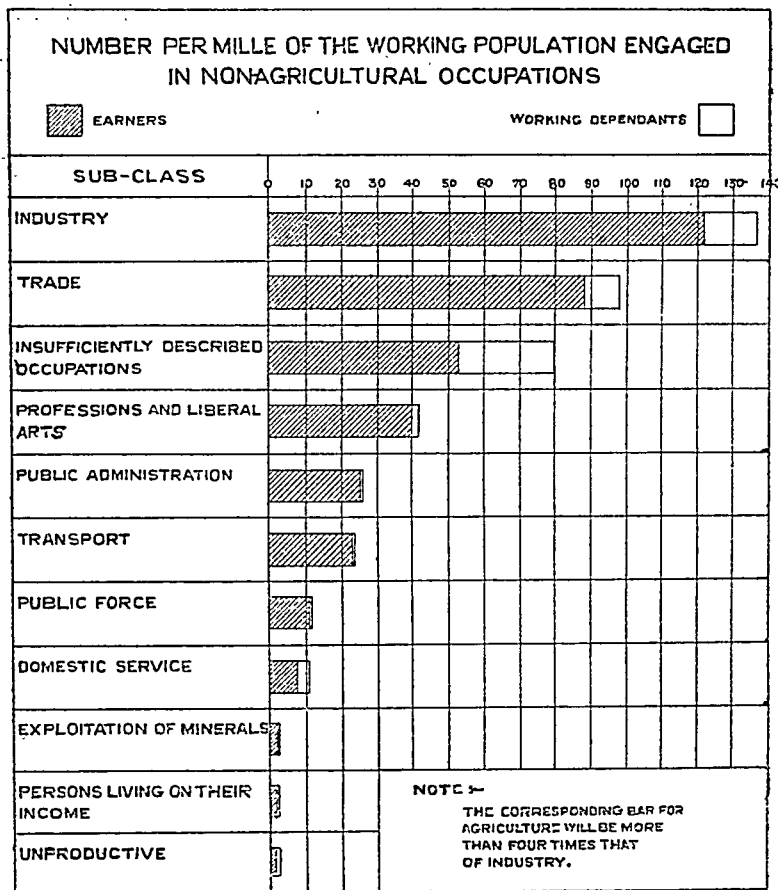 NUMBER PER MILLE OF THE WORKING POPULATION ENGAGED
IN NONAGRICULTURAL OCCUPATIONS
EARNERS
WORKING DEPENDANTS
SUB-CLASS
0 10 20 30 40 50 60 70 80 90 100 110 120 130 140
INDUSTRY
TRADE
INSUFFICIENTLY DESCRIBED
OCCUPATIONS
PROFESSIONS AND LIBERAL
ARTS
PUBLIC ADMINISTRATION
TRANSPORT
PUBLIC FORCE
DOMESTIC SERVICE
EXPLOITATION OF MINERALS
PERSONS LIVING ON THEIR
INCOME
UNPRODUCTIVE
NOTE :-
THE CORRESPONDING BAR FOR
AGRICULTURE WILL BE MORE
THAN FOUR TIMES THAT
OF INDUSTRY.